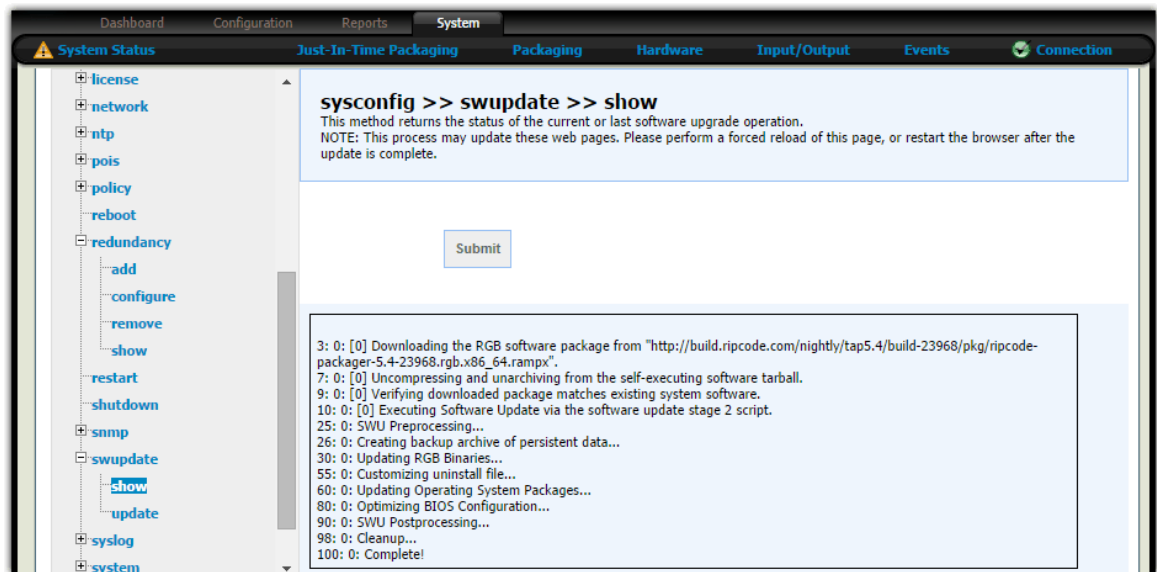 Dashboard Configuration Reports System
System Status Just-In-Time Packaging Packaging Hardware Input/Output Events Connection
license
network
ntp
pois
policy
reboot
redundancy
add
configure
remove
show
restart
shutdown
snmp
swupdate
show
update
syslog
system
sysconfig >> swupdate >> show
This method returns the status of the current or last software upgrade operation.
NOTE: This process may update these web pages. Please perform a forced reload of this page, or restart the browser after the
update is complete.
Submit
3: 0: [0] Downloading the RGB software package from "http://build.ripcode.com/nightly/tap5.4/build-23968/pkg/ripcode-
packager-5.4-23968.rgb.x86_64.rampx".
7: 0: [0] Uncompressing and unarchiving from the self-executing software tarball.
9: 0: [0] Verifying downloaded package matches existing system software.
10: 0: [0] Executing Software Update via the software update stage 2 script.
25: 0: SWU Preprocessing...
26: 0: Creating backup archive of persistent data...
30: 0: Updating RGB Binaries...
55: 0: Customizing uninstall file...
60: 0: Updating Operating System Packages...
80: 0: Optimizing BIOS Configuration...
90: 0: SWU Postprocessing...
98: 0: Cleanup...
100: 0: Complete!